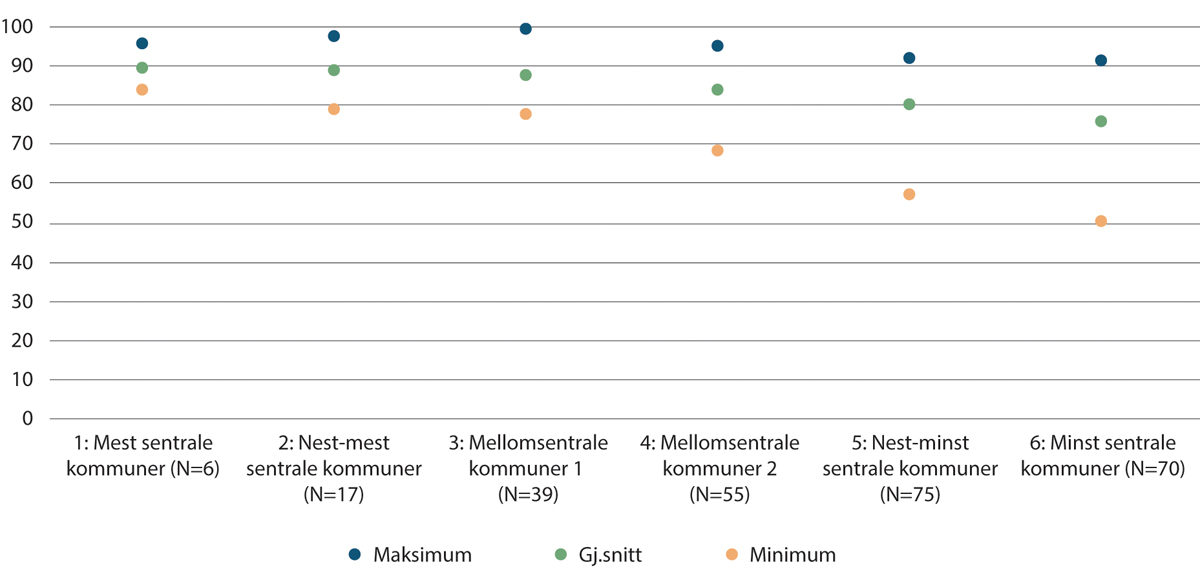 100
90
80
70
60
50
40
30
20
10
0
1: Mest sentrale
kommuner (N=6)
2: Nest-mest
sentrale kommuner
(N=17)
3: Mellomsentrale
kommuner 1
(N=39)
4: Mellomsentrale
kommuner 2
(N=55)
5: Nest-minst
sentrale kommuner
(N=75)
6: Minst sentrale
kommuner (N=70)
Maksimum
Gj.snitt
Minimum